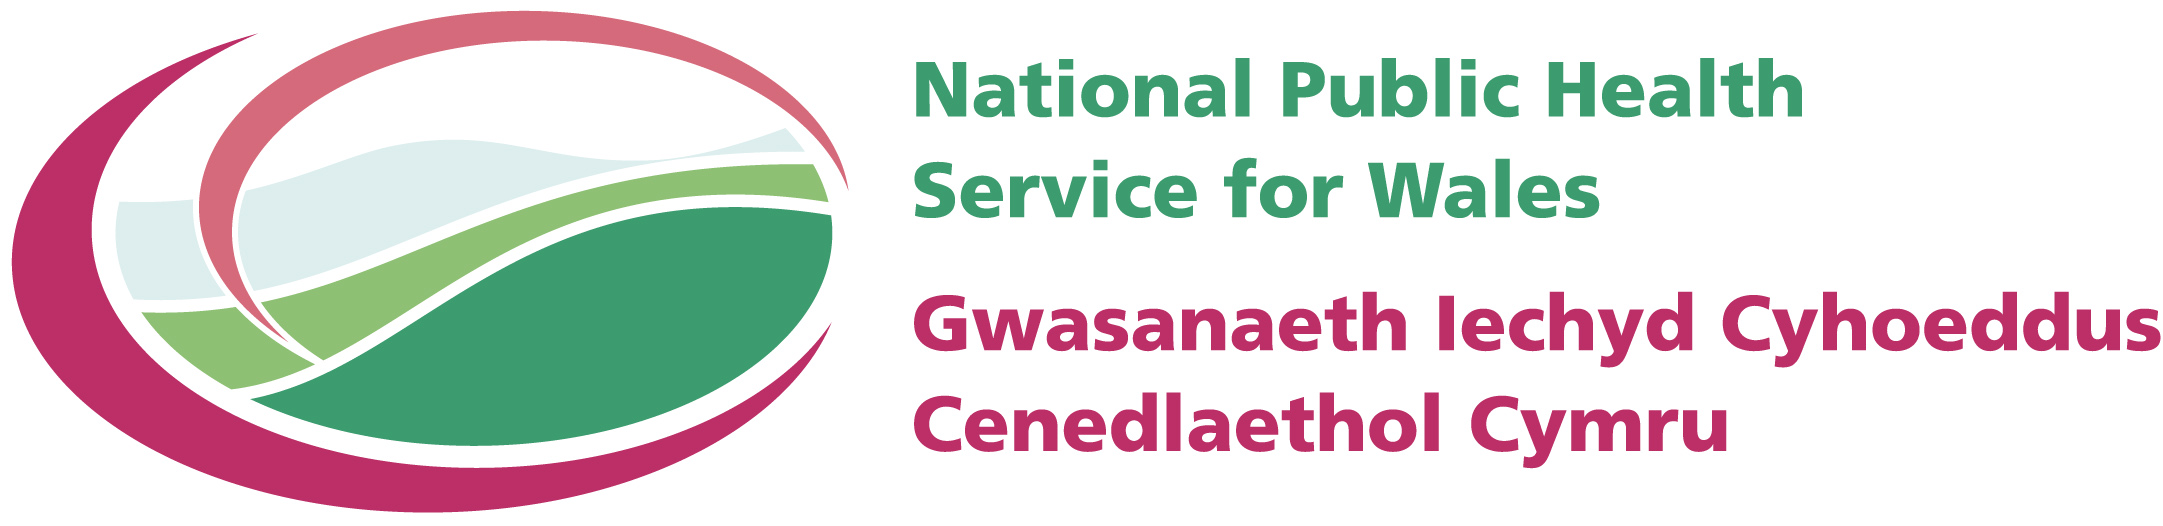 National Public Health
Service for Wales
Gwasanaeth Iechyd Cyhoeddus
Cenedlaethol Cymru